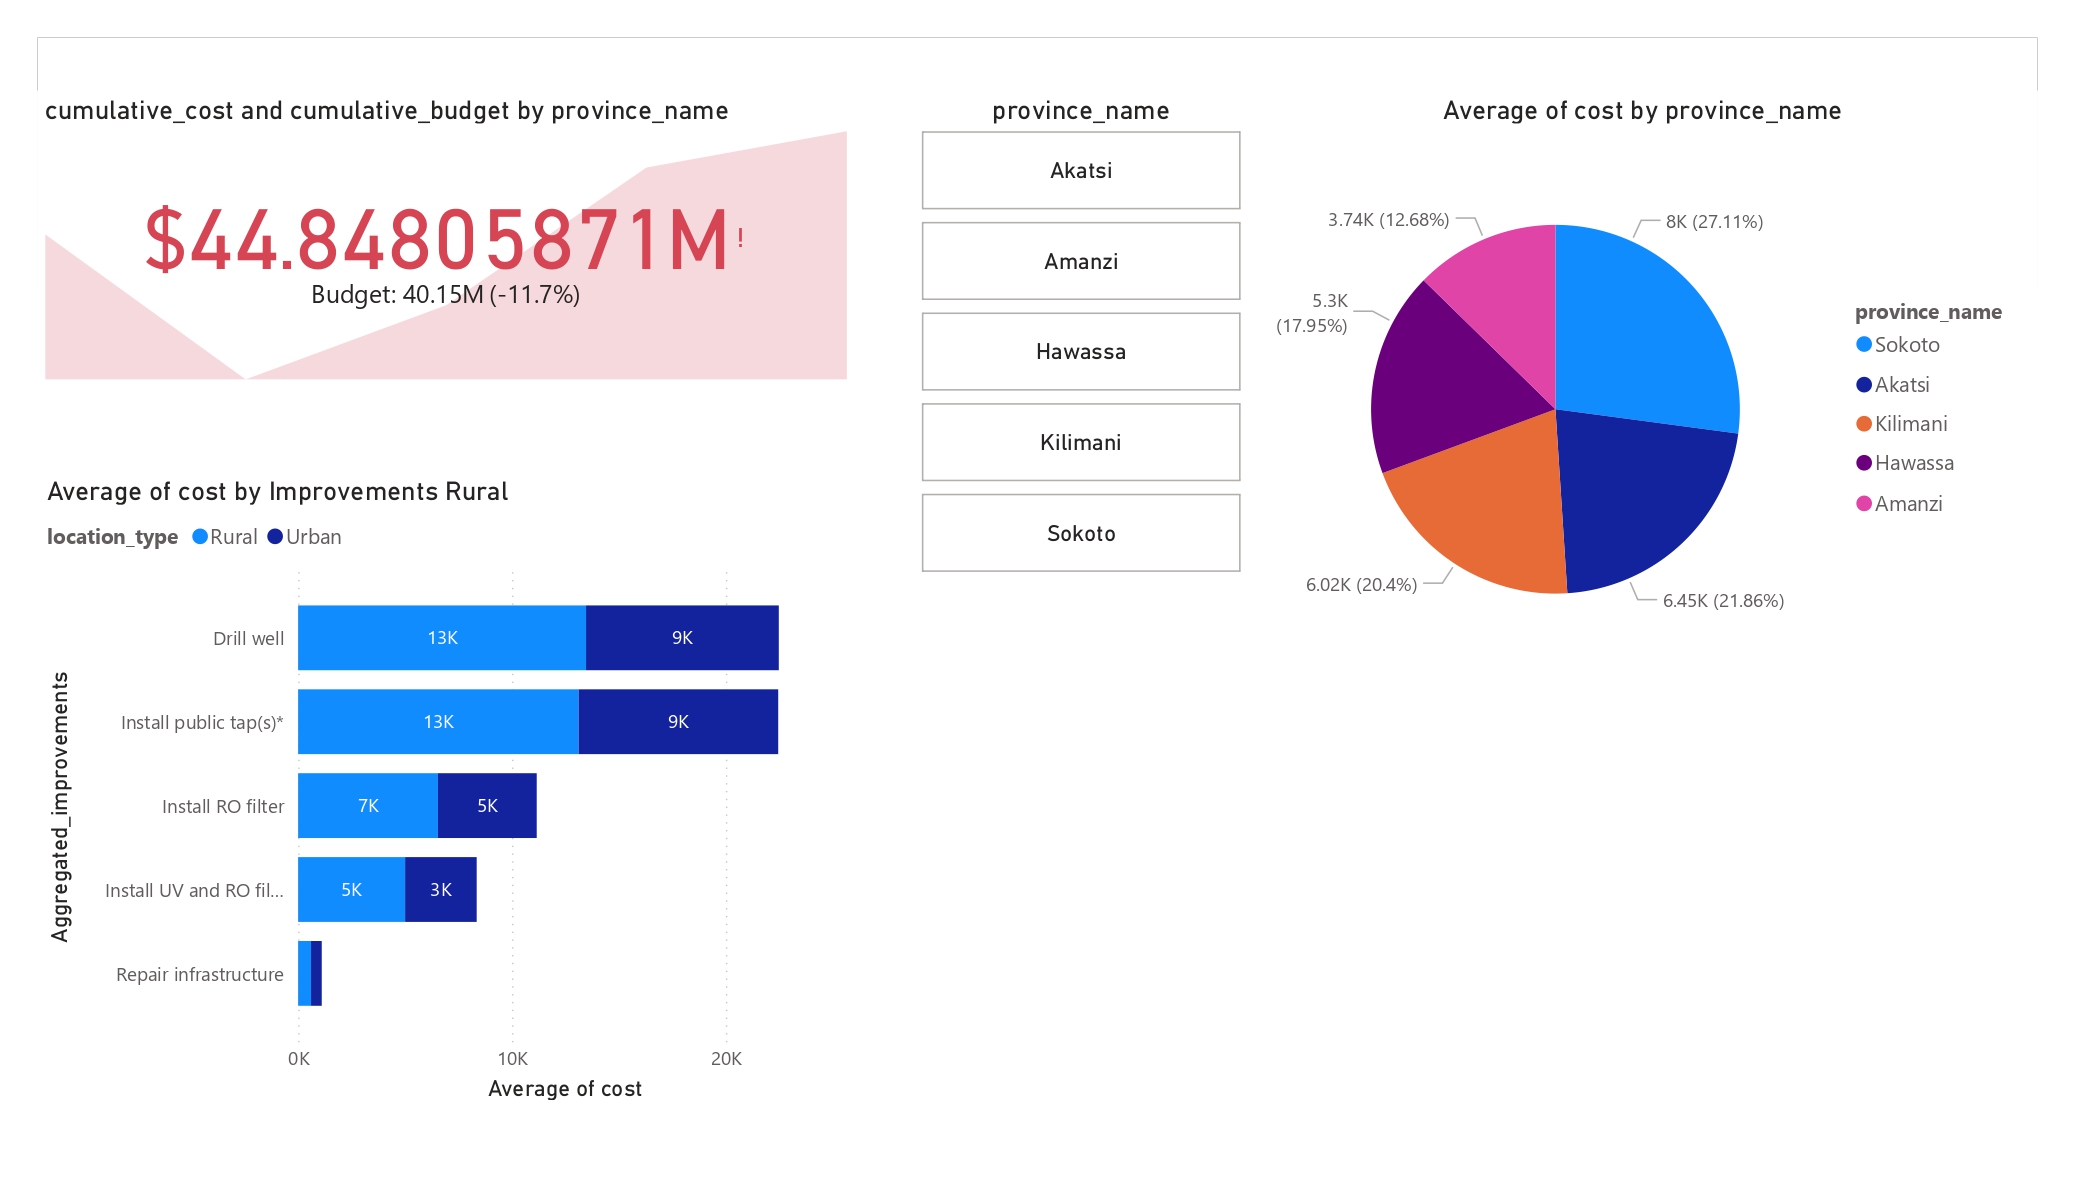 cumulative_cost and cumulative_budget by province_name
$44.84805871M!
Budget: 40.15M (-11.7%)
province_name
Akatsi
Amanzi
Hawassa
Kilimani
Sokoto
Average of cost by province_name
3.74K (12.68%)
8K (27.11%)
5.3K
(17.95%)
6.02K (20.4%)
6.45K (21.86%)
province_name
Sokoto
Akatsi
Kilimani
Hawassa
Amanzi
Average of cost by Improvements Rural
location_type Rural Urban
Aggregated_improvements
Drill well 13K 9K
Install public tap(s)* 13K 9K
Install RO filter 7K 5K
Install UV and RO fil... 5K 3K
Repair infrastructure
0K 10K 20K
Average of cost